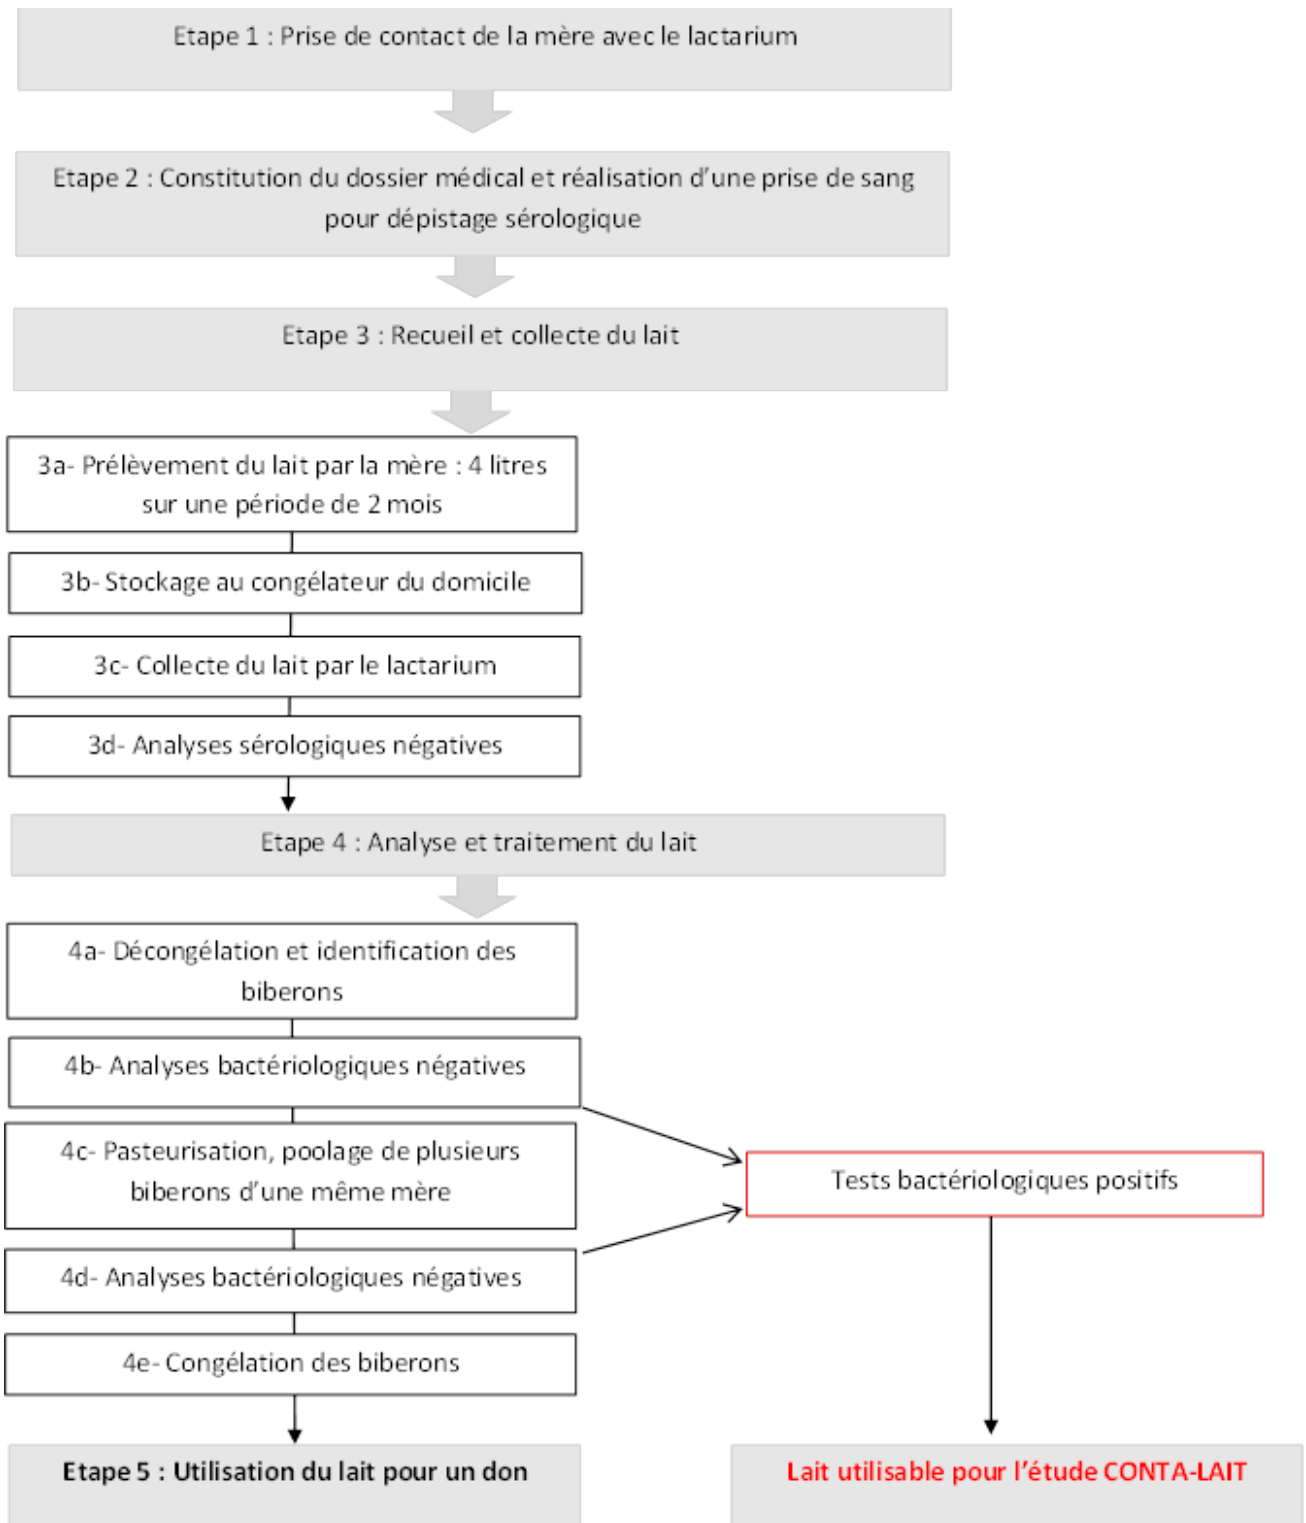 Etape 1 : Prise de contact de la mère avec le lactarium
Etape 2 : Constitution du dossier médical et réalisation d'une prise de sang
pour dépistage sérologique
Etape 3 : Recueil et collecte du lait
3a- Prélèvement du lait par la mère : 4 litres
sur une période de 2 mois
3b- Stockage au congélateur du domicile
3c- Collecte du lait par le lactarium
3d- Analyses sérologiques négatives
Etape 4 : Analyse et traitement du lait
4a- Décongélation et identification des
biberons
4b- Analyses bactériologiques négatives
4c- Pasteurisation, poolage de plusieurs
biberons d'une même mère
Tests bactériologiques positifs
4d- Analyses bactériologiques négatives
4e- Congélation des biberons
Etape 5 : Utilisation du lait pour un don
Lait utilisable pour l'étude CONTA-LAIT